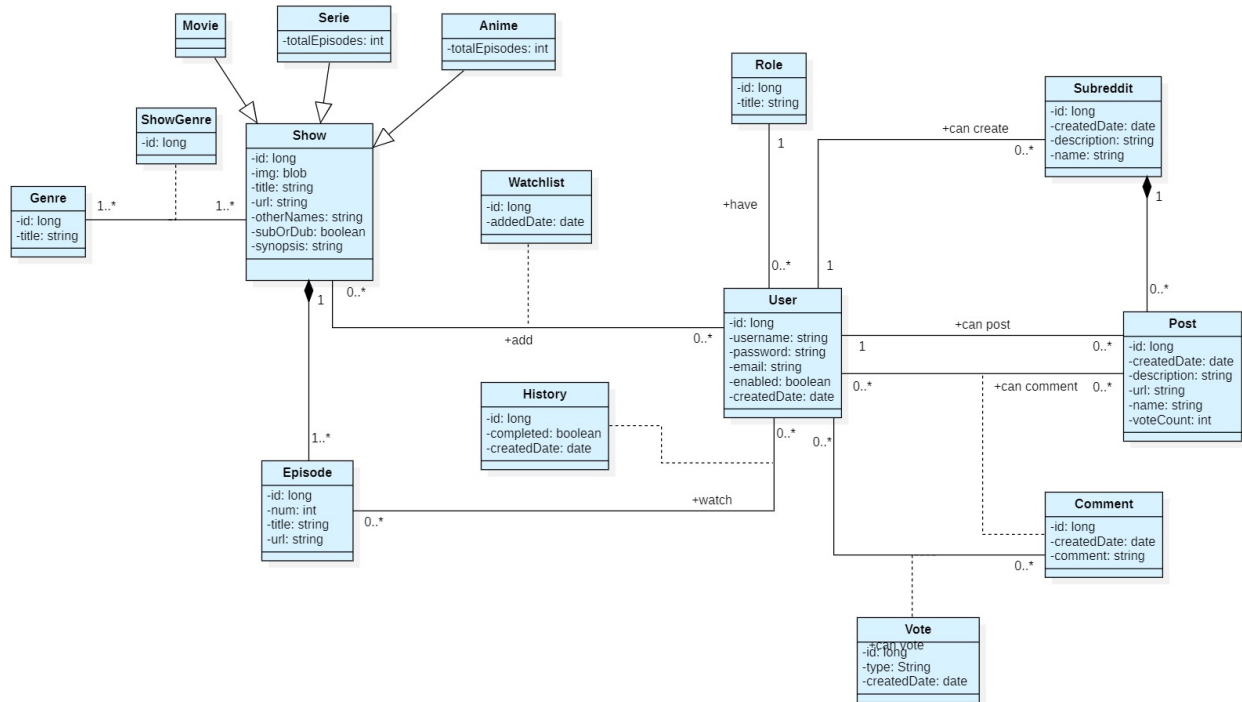 Movie
Serie
-totalEpisodes: int
Anime
-totalEpisodes: int
ShowGenre
-id: long
Genre
-id: long
-title: string
1..*
1..*
Show
-id: long
-img: blob
-title: string
-url: string
-otherNames: string
-subOrDub: boolean
-synopsis: string
1
0..*
1..*
Episode
-id: long
-num: int
-title: string
-url: string
0..*
Watchlist
-id: long
-addedDate: date
+add
0..*
History
-id: long
-completed: boolean
-createdDate: date
+watch
Role
-id: long
-title: string
1
+have
0..*
1
User
-id: long
-username: string
-password: string
-email: string
-enabled: boolean
-createdDate: date
0..*
0..*
+can create
0..*
Subreddit
-id: long
-createdDate: date
-description: string
-name: string
1
0..*
+can post
1
0..*
0..*
+can comment
0..*
Post
-id: long
-createdDate: date
-description: string
-url: string
-name: string
-voteCount: int
Comment
-id: long
-createdDate: date
-comment: string
0..*
Vote
+can vote
-id: long
-type: String
-createdDate: date